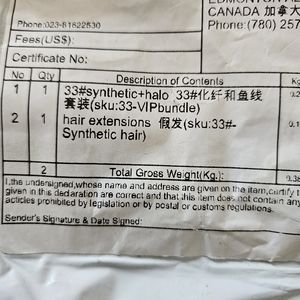 CANADA 加拿大
Phone:023-81622530
Phone:(780) 257
Fees(US$):
Certificate No:
No Qty Description of Contents
1 1 33#synthetic+halo 33#化纤和鱼线
套装(sku:33-VIPbundle)
2 1 hair extensions 假发(sku:33#-
Synthetic hair)
2 Total Gross Weight(Kg.):
I,the undersigned,whose name and address are given on the item,certify t
given in this declaration are correct and that this item does not contain any
articles prohibited by legislation or by postal or customs regulations.
Sender's Signature & Date Signed: